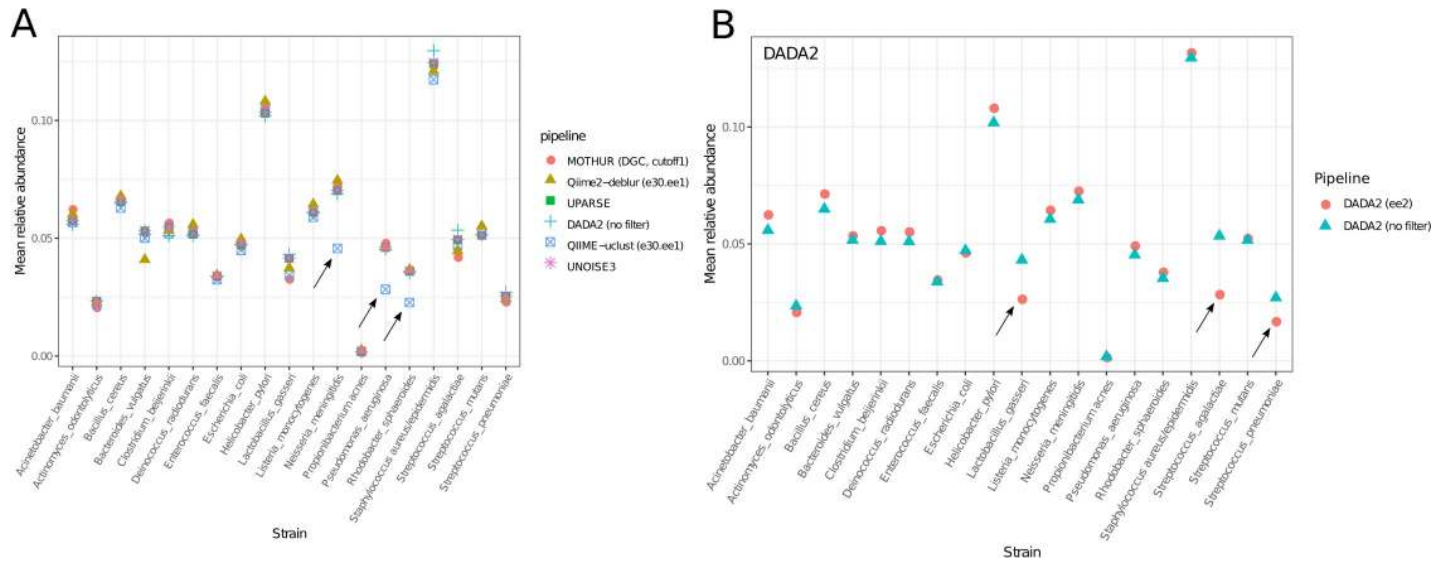 A
Mean relative abundance
0.10
0.05
0.00
Acinetobacter_baumanii
Actinomyces_odontolyticus
Bacillus_cereus
Bacteroides_vulgatus
Clostridium_beijerinkii
Deinococcus_radiodurans
Enterococcus_faecalis
Escherichia_coli
Helicobacter_pylori
Lactobacillus_gasseri
Listeria_monocytogenes
Neisseria_meningitidis
Propionibacterium acnes
Pseudomonas_aeruginosa
Rhodobacter_sphaeroides
Staphylococcus aureus/epidermidis
Streptococcus_agalactiae
Streptococcus_mutans
Streptococcus_pneumoniae
Strain
pipeline
MOTHUR (DGC, cutoff1)
Qiime2-deblur (e30.ee1)
UPARSE
DADA2 (no filter)
QIIME-uclust (e30.ee1)
UNOISE3
B
DADA2
Mean relative abundance
0.10
0.05
0.00
Acinetobacter_baumanii
Actinomyces_odontolyticus
Bacillus_cereus
Bacteroides_vulgatus
Clostridium_beijerinkii
Deinococcus_radiodurans
Enterococcus_faecalis
Escherichia_coli
Helicobacter_pylori
Lactobacillus_gasseri
Listeria_monocytogenes
Neisseria_meningitidis
Propionibacterium acnes
Pseudomonas_aeruginosa
Rhodobacter_sphaeroides
Staphylococcus aureus/epidermidis
Streptococcus_agalactiae
Streptococcus_mutans
Streptococcus_pneumoniae
Strain
Pipeline
DADA2 (ee2)
DADA2 (no filter)